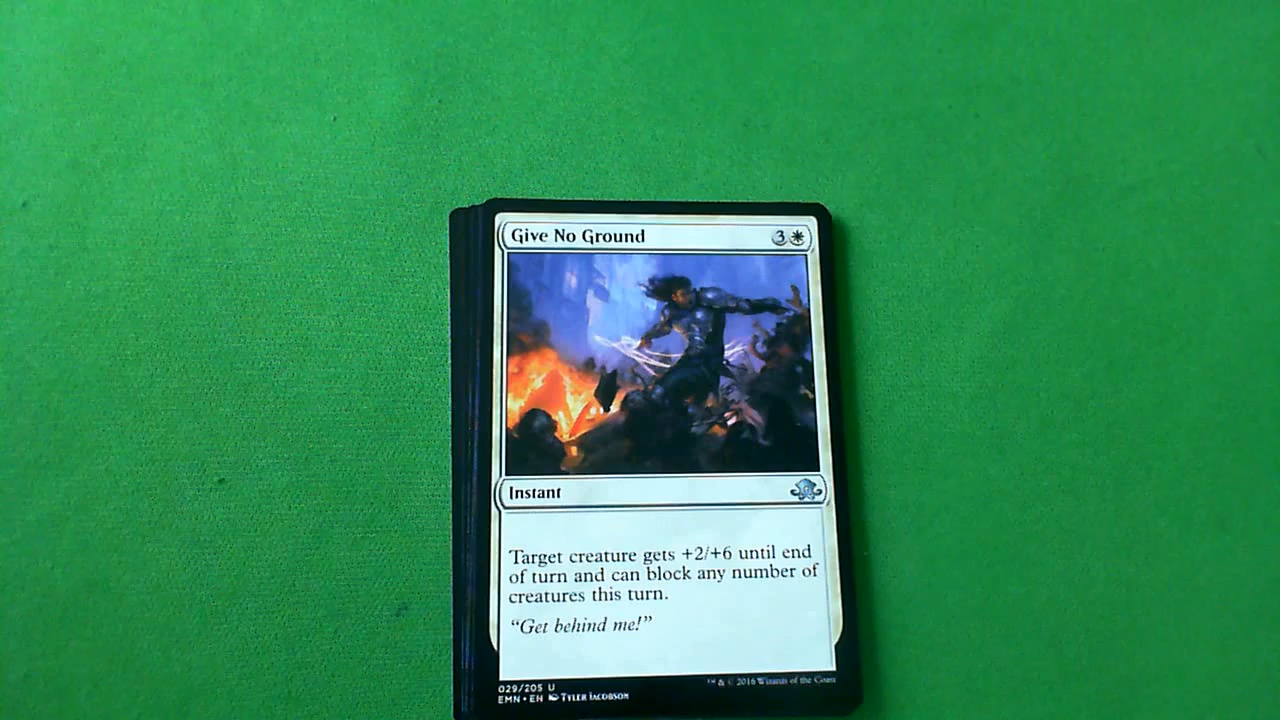 Give No Ground 3
Instant
Target creature gets +2/+6 until end
of turn and can block any number of
creatures this turn.
“Get behind me!”
029/205 U
EMN • EN Tyler Jacobson
™ & © 2016 Wizards of the Coast